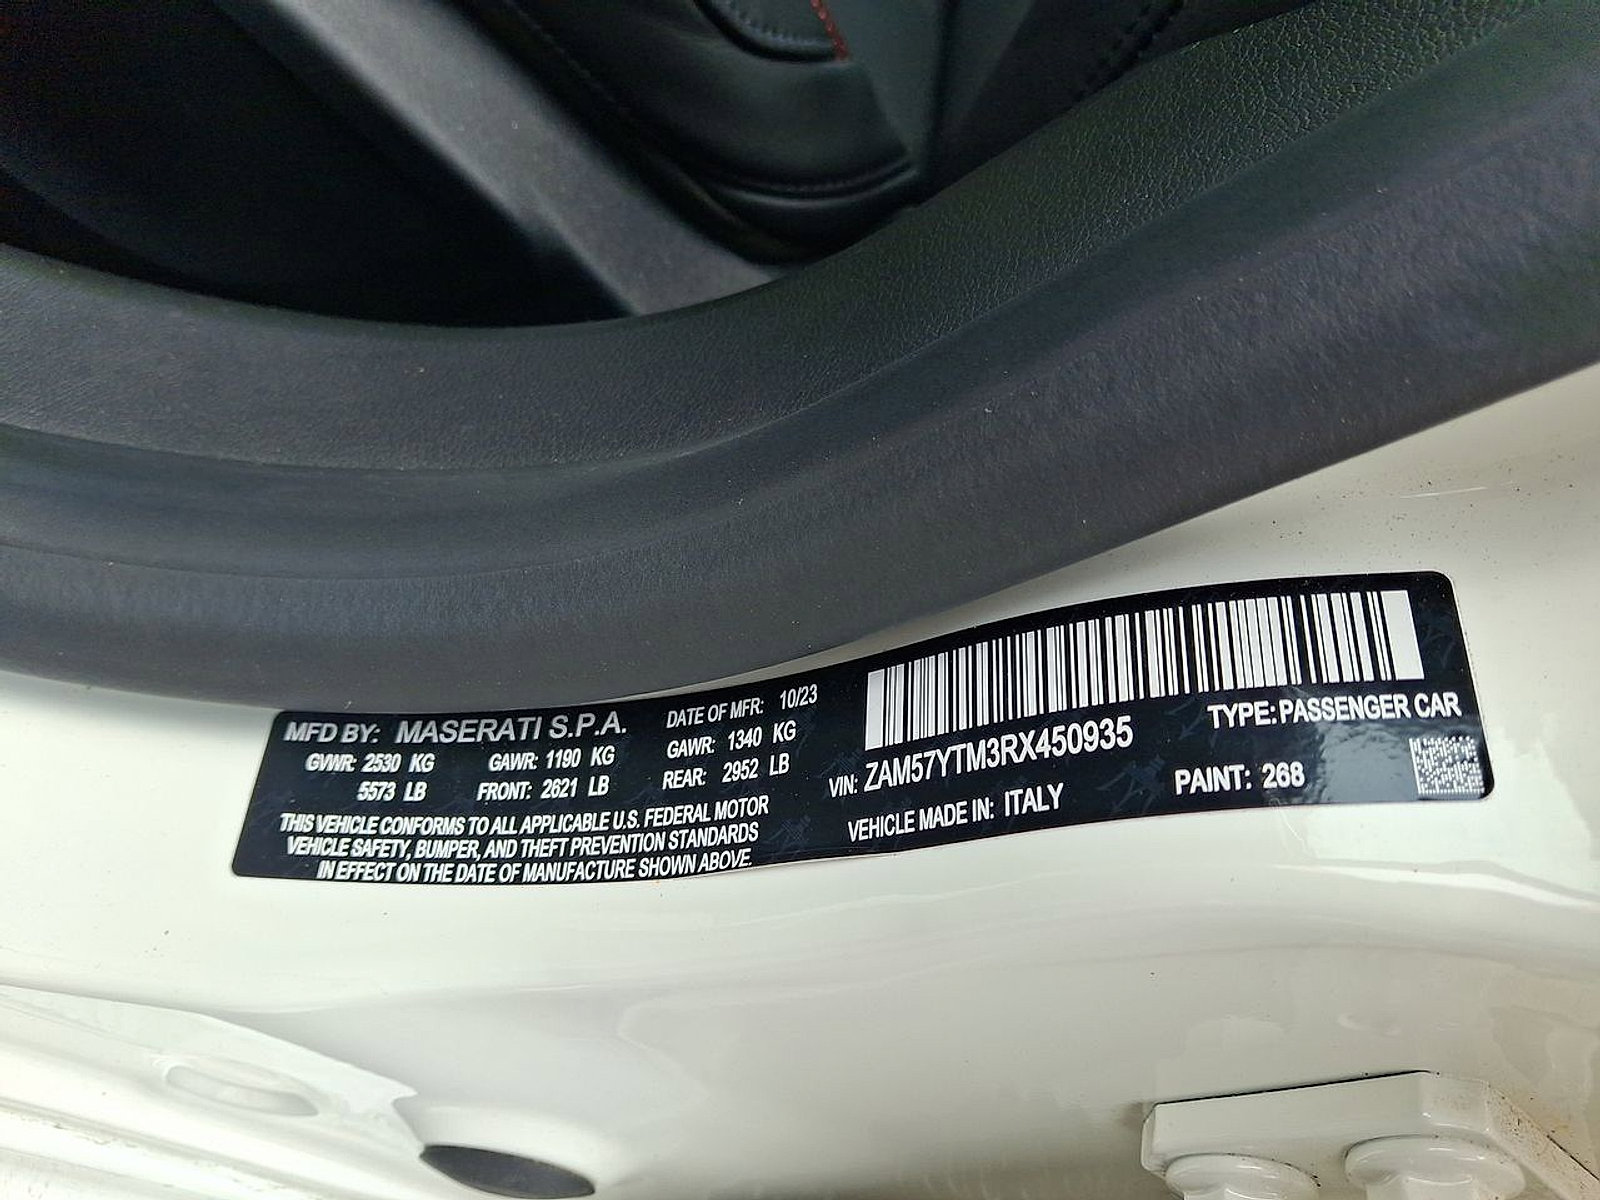 MFD BY: MASERATI S.P.A. DATE OF MFR: 10/23
GVWR: 2530 KG GAWR: 1190 KG GAWR: 1340 KG
5573 LB FRONT: 2621 LB REAR: 2952 LB
THIS VEHICLE CONFORMS TO ALL APPLICABLE U.S. FEDERAL MOTOR
VEHICLE SAFETY, BUMPER, AND THEFT PREVENTION STANDARDS
IN EFFECT ON THE DATE OF MANUFACTURE SHOWN ABOVE.
VIN: ZAM57YTM3RX450935 TYPE: PASSENGER CAR
VEHICLE MADE IN: ITALY PAINT: 268